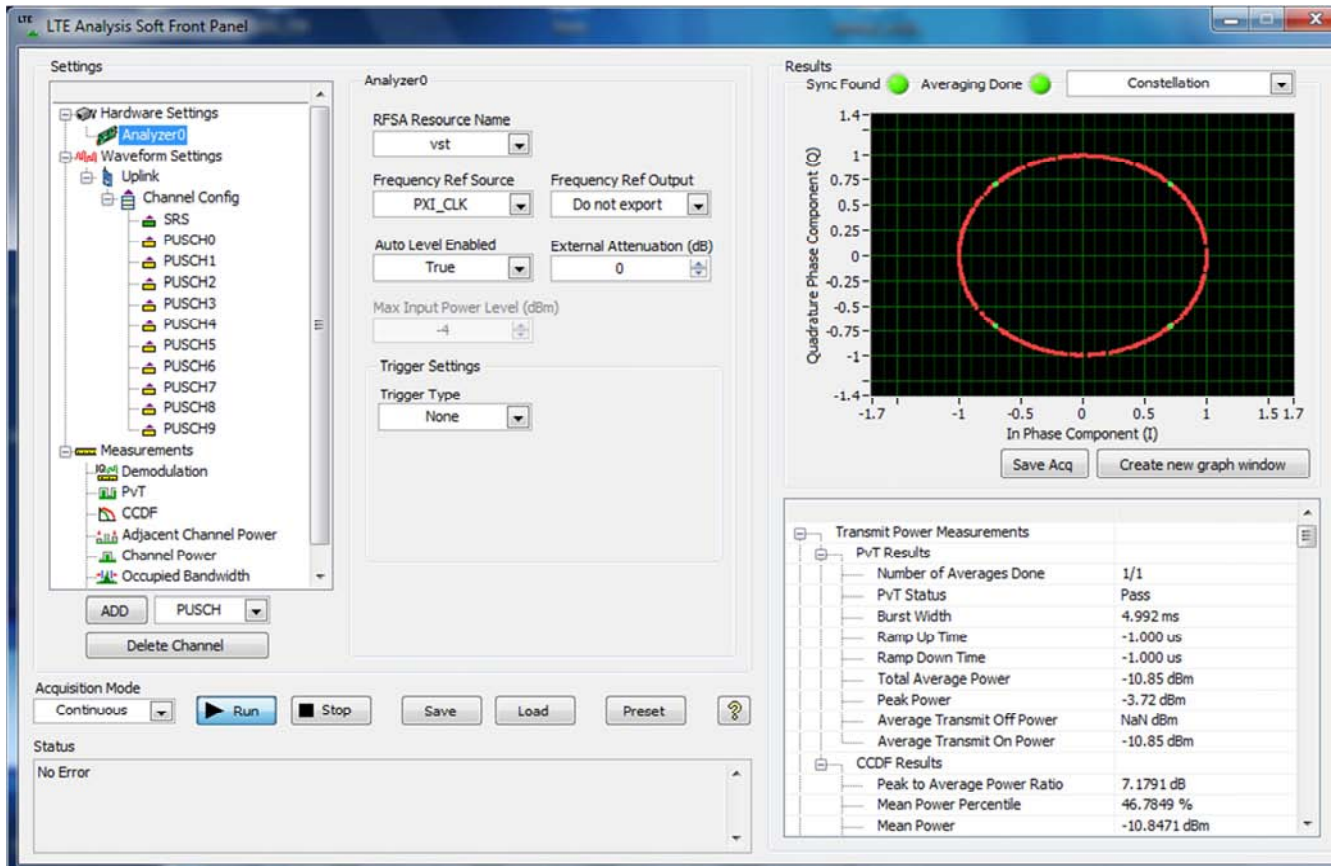 LTE
LTE Analysis Soft Front Panel
Settings
Hardware Settings
Analyzer0
Waveform Settings
Uplink
Channel Config
SRS
PUSCH0
PUSCH1
PUSCH2
PUSCH3
PUSCH4
PUSCH5
PUSCH6
PUSCH7
PUSCH8
PUSCH9
Measurements
Demodulation
PvT
CCDF
Adjacent Channel Power
Channel Power
Occupied Bandwidth
ADD
PUSCH
Delete Channel
Analyzer0
RFSA Resource Name
vst
Frequency Ref Source
Frequency Ref Output
PXI_CLK
Do not export
Auto Level Enabled
External Attenuation (dB)
True
0
Max Input Power Level (dBm)
-4
Trigger Settings
Trigger Type
None
Acquisition Mode
Continuous
Run
Stop
Save
Load
Preset
?
Status
No Error
Results
Sync Found
Averaging Done
Constellation
Quadrature Phase Component (Q)
1.4
1
0.75
0.5
0.25
0
-0.25
-0.5
-0.75
-1
-1.4
-1.7 -1 -0.5 0 0.5 1 1.5 1.7
In Phase Component (I)
Save Acq
Create new graph window
Transmit Power Measurements
PvT Results
Number of Averages Done 1/1
PvT Status Pass
Burst Width 4.992 ms
Ramp Up Time -1.000 us
Ramp Down Time -1.000 us
Total Average Power -10.85 dBm
Peak Power -3.72 dBm
Average Transmit Off Power NaN dBm
Average Transmit On Power -10.85 dBm
CCDF Results
Peak to Average Power Ratio 7.1791 dB
Mean Power Percentile 46.7849 %
Mean Power -10.8471 dBm